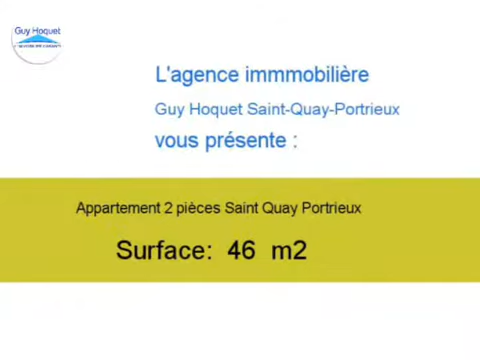 Guy Hoquet
L'agence immmobilière
Guy Hoquet Saint-Quay-Portrieux
vous présente :
Appartement 2 pièces Saint Quay Portrieux
Surface: 46 m2